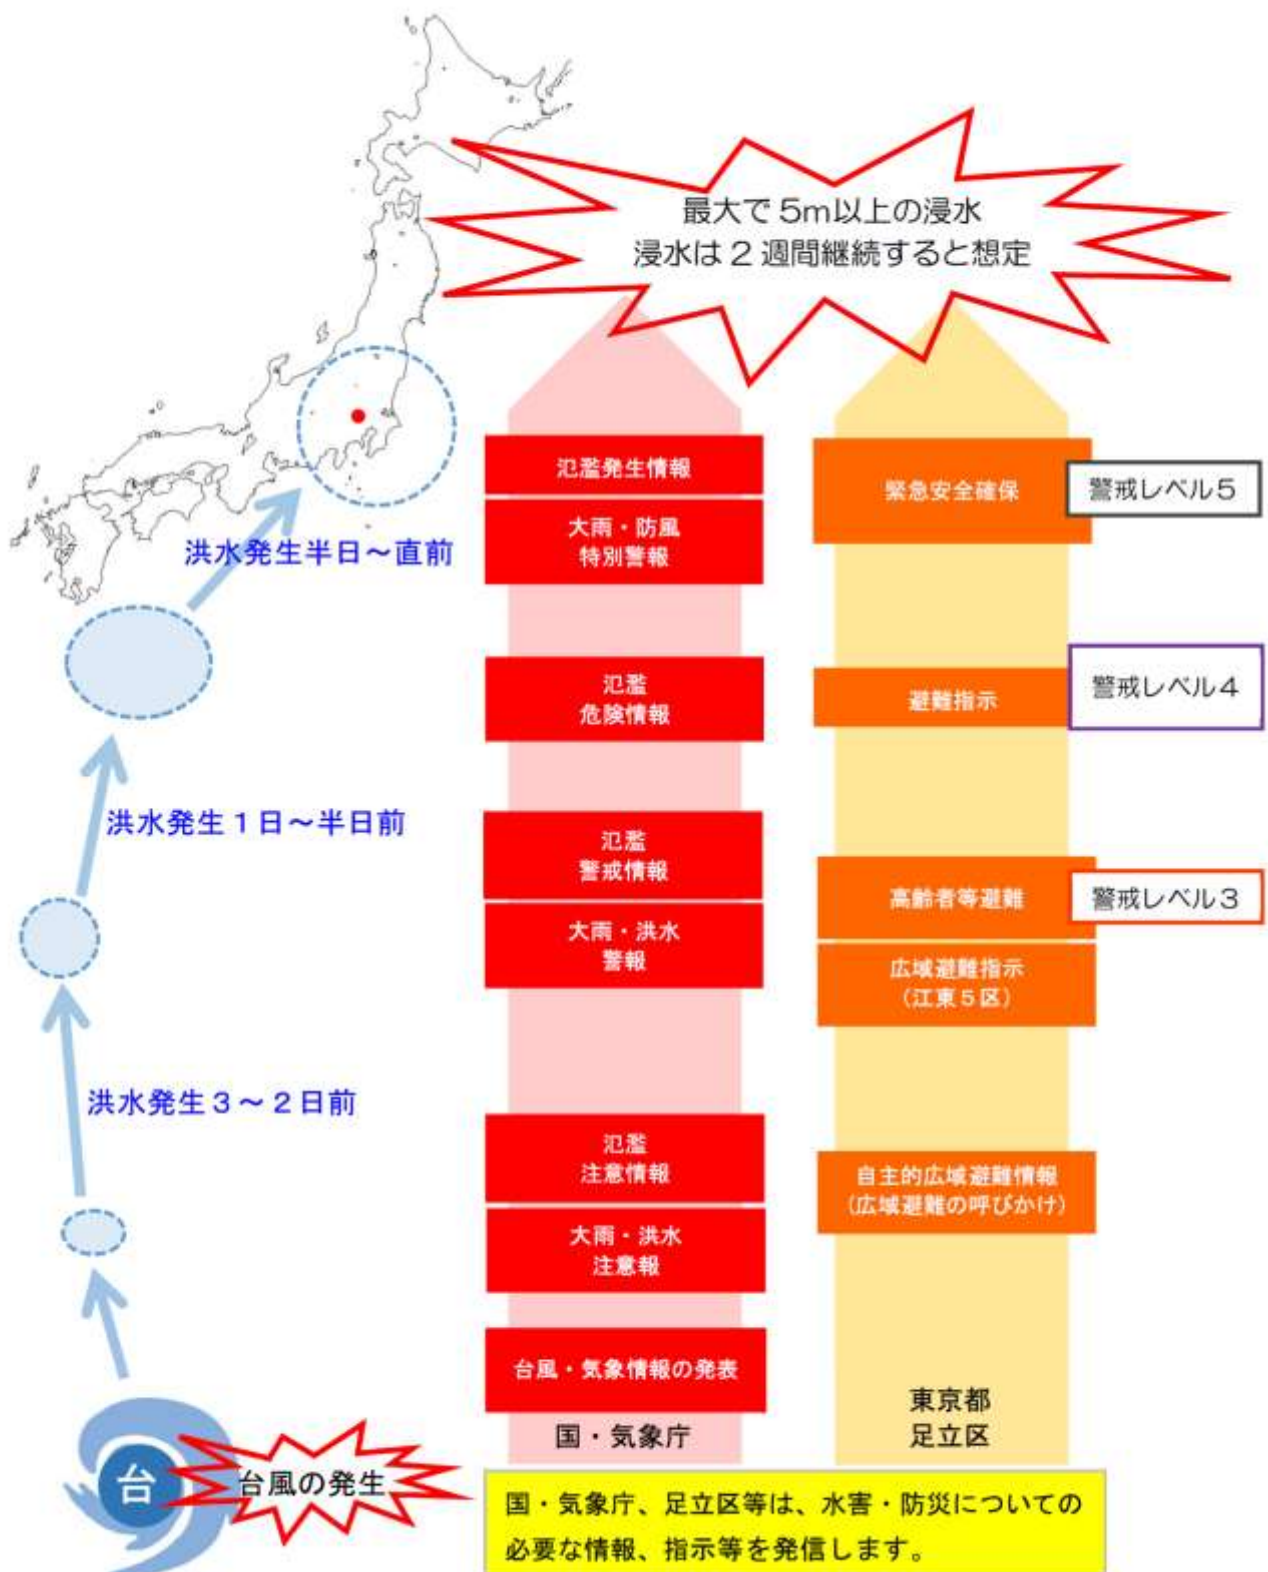 最大で5m以上の浸水
浸水は2週間継続すると想定
氾濫発生情報
大雨・防風
特別警報
緊急安全確保
警戒レベル5
洪水発生半日～直前
氾濫
危険情報
避難指示
警戒レベル4
洪水発生1日～半日前
氾濫
警戒情報
大雨・洪水
警報
高齢者等避難
警戒レベル3
広域避難指示
(江東5区)
洪水発生3～2日前
氾濫
注意情報
大雨・洪水
注意報
自主的広域避難情報
(広域避難の呼びかけ)
台風・気象情報の発表
国・気象庁
東京都
足立区
台
台風の発生
国・気象庁、足立区等は、水害・防災についての
必要な情報、指示等を発信します。